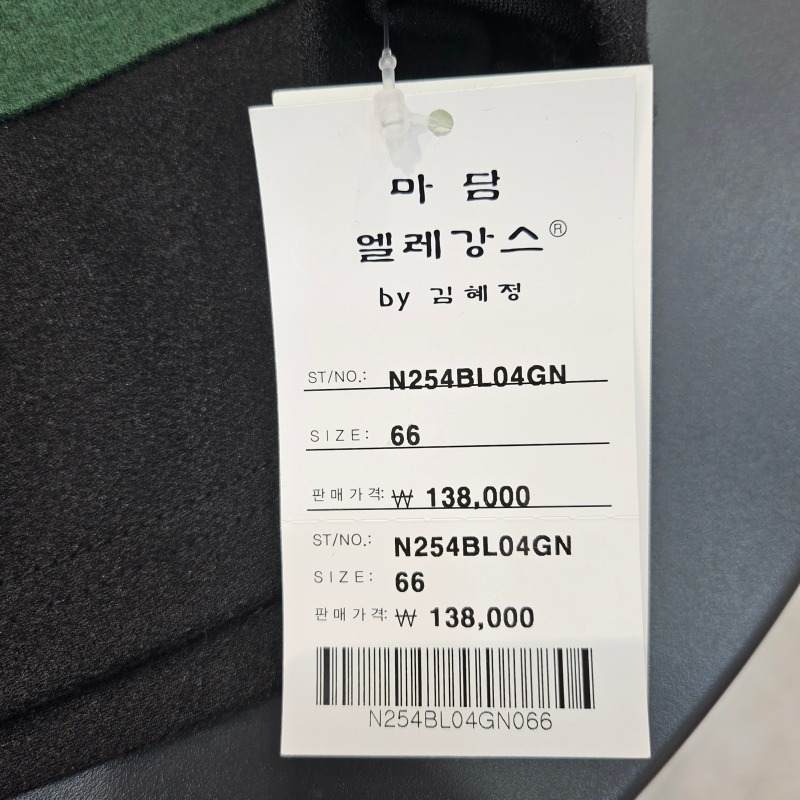 마 담
엘레강스®
by 김혜정
ST/NO.: N254BL04GN
SIZE: 66
판매가격: ₩ 138,000
ST/NO.: N254BL04GN
SIZE: 66
판매가격: ₩ 138,000
N254BL04GN066